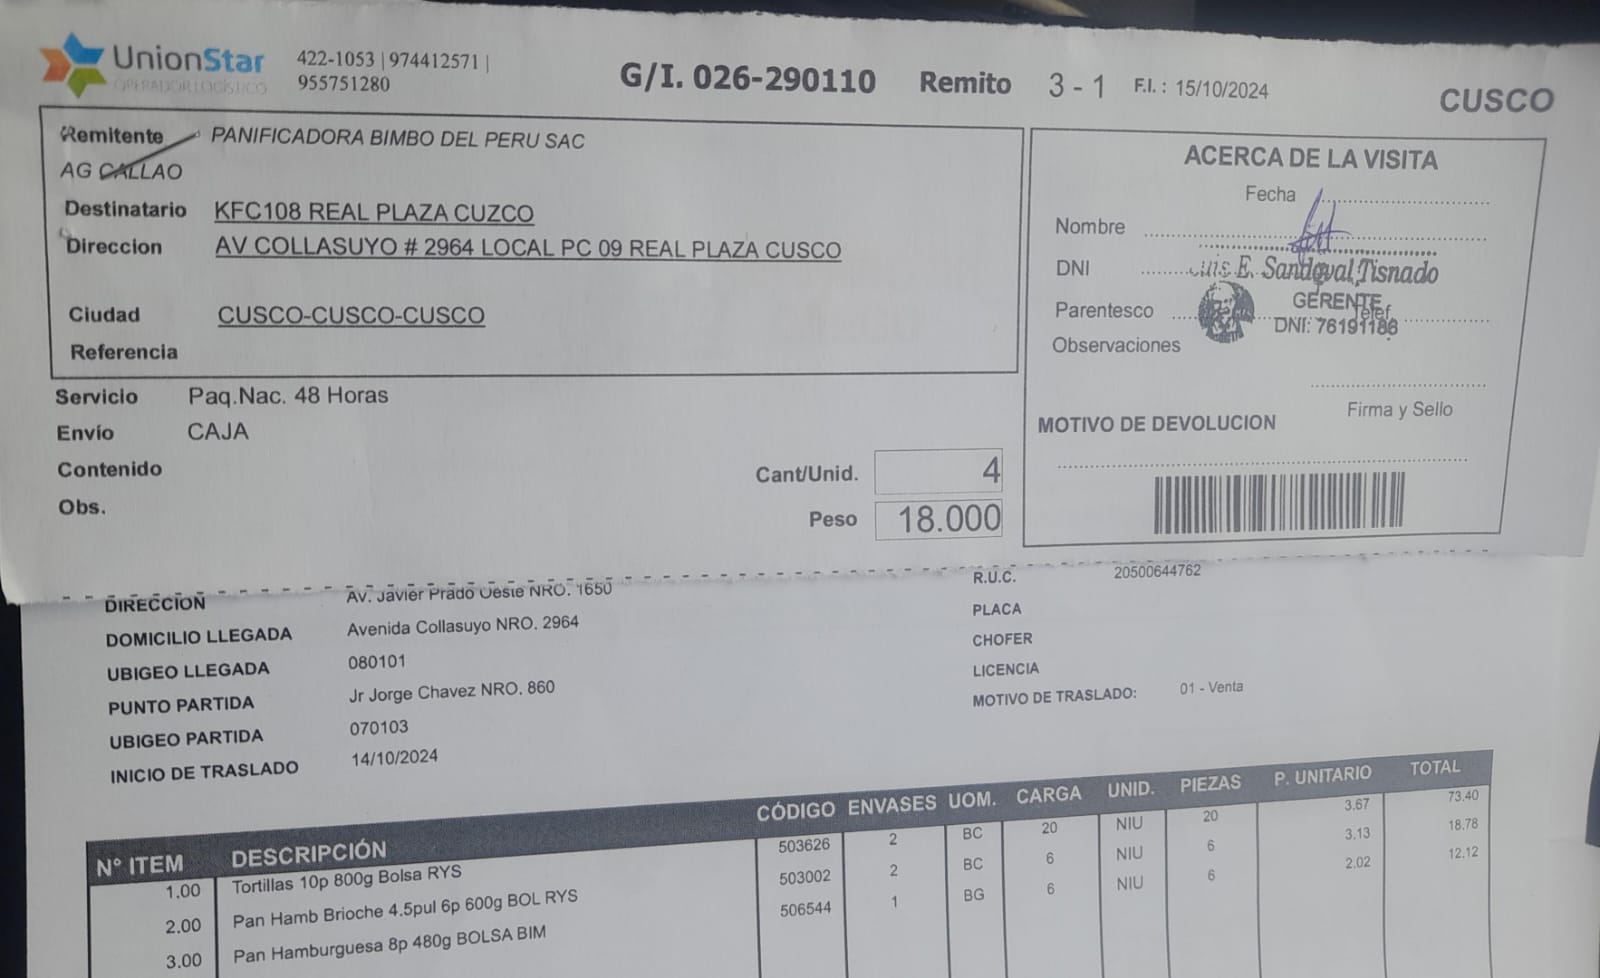 UnionStar
OPERADOR LOGÍSTICO
422-1053 | 974412571 |
955751280
G/I. 026-290110 Remito 3 - 1 F.I. : 15/10/2024
CUSCO
Remitente PANIFICADORA BIMBO DEL PERU SAC
AG CALLAO
Destinatario KFC108 REAL PLAZA CUZCO
Direccion AV COLLASUYO # 2964 LOCAL PC 09 REAL PLAZA CUSCO
Ciudad CUSCO-CUSCO-CUSCO
Referencia
Servicio Paq.Nac. 48 Horas
Envío CAJA
Contenido
Obs.
Cant/Unid. 4
Peso 18.000
ACERCA DE LA VISITA
Fecha
Nombre
DNI
Luis E. Sandoval Tisnado
Parentesco
GERENTE
Telef.
DNI: 76191186
Observaciones
Firma y Sello
MOTIVO DE DEVOLUCION
DIRECCIÓN Av. Javier Prado Oeste NRO. 1650
DOMICILIO LLEGADA Avenida Collasuyo NRO. 2964
UBIGEO LLEGADA 080101
PUNTO PARTIDA Jr Jorge Chavez NRO. 860
UBIGEO PARTIDA 070103
INICIO DE TRASLADO 14/10/2024
R.U.C. 20500644762
PLACA
CHOFER
LICENCIA
MOTIVO DE TRASLADO: 01 - Venta
N° ITEM DESCRIPCIÓN CÓDIGO ENVASES UOM. CARGA UNID. PIEZAS P. UNITARIO TOTAL
1.00 Tortillas 10p 800g Bolsa RYS 503626 2 BC 20 NIU 20 3.67 73.40
2.00 Pan Hamb Brioche 4.5pul 6p 600g BOL RYS 503002 2 BC 6 NIU 6 3.13 18.78
3.00 Pan Hamburguesa 8p 480g BOLSA BIM 506544 1 BG 6 NIU 6 2.02 12.12